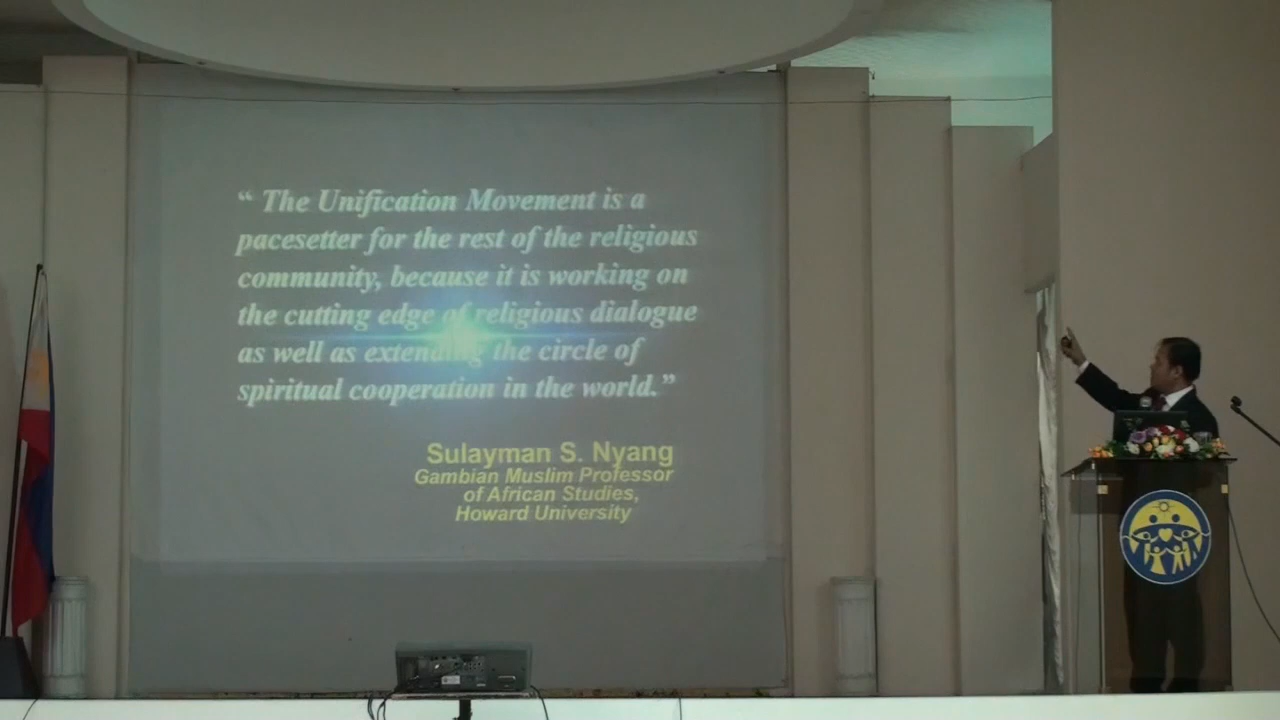 “ The Unification Movement is a
pacesetter for the rest of the religious
community, because it is working on
the cutting edge of religious dialogue
as well as extending the circle of
spiritual cooperation in the world.”
Sulayman S. Nyang
Gambian Muslim Professor
of African Studies,
Howard University